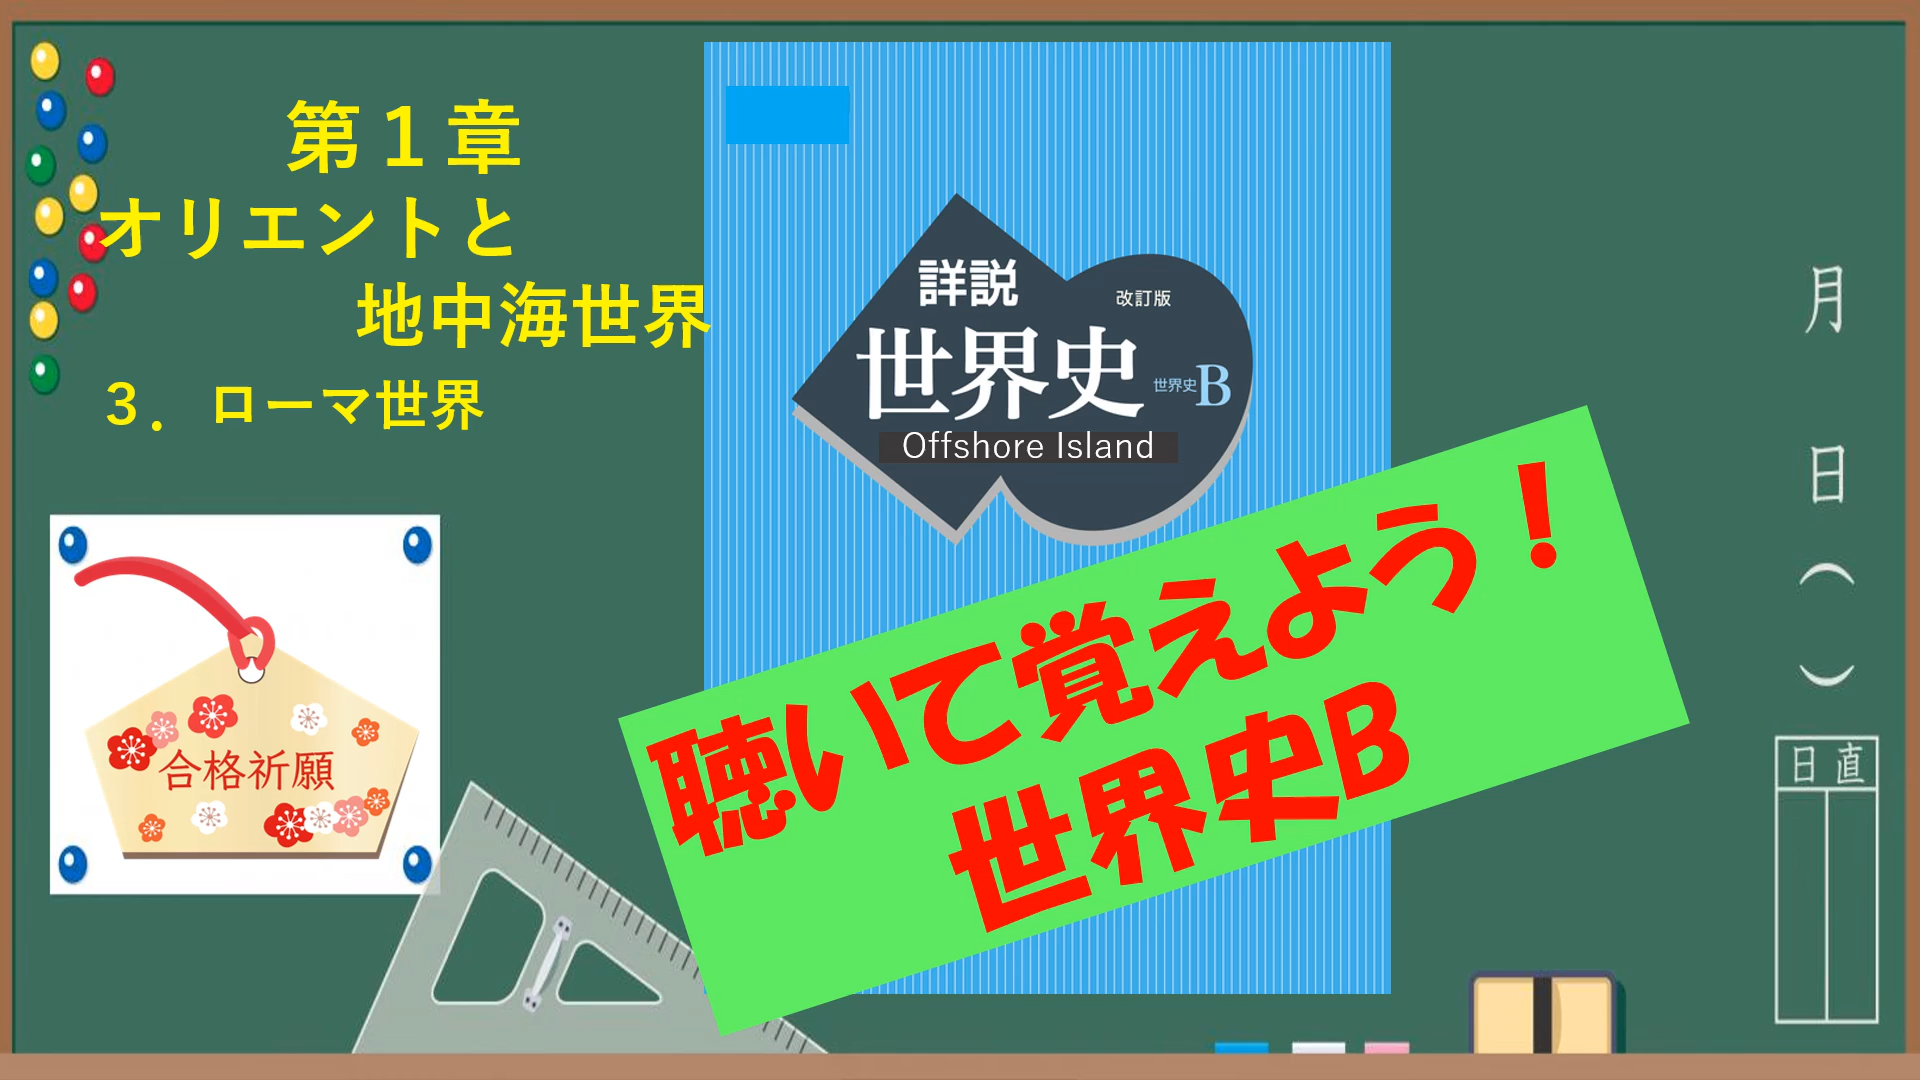 第１章
オリエントと
地中海世界
３．ローマ世界
詳説
改訂版
世界史
世界史B
Offshore Island
聴いて覚えよう！
世界史B
合格祈願
月
日
（
）
日直